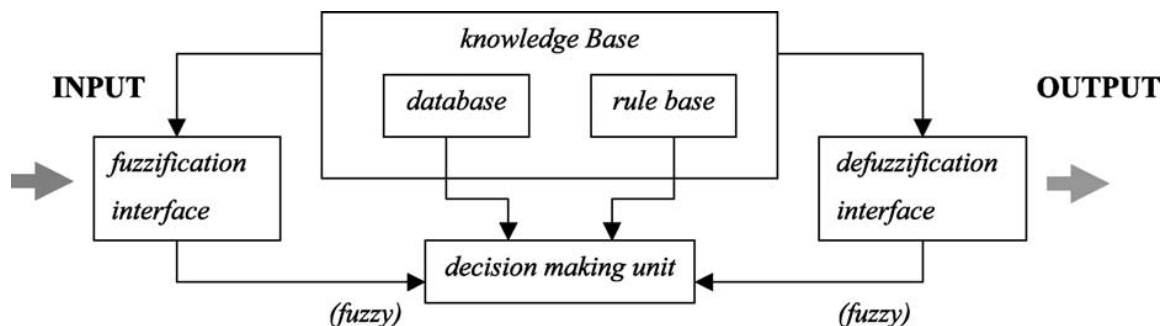 knowledge Base
INPUT
database
rule base
OUTPUT
fuzzification
interface
defuzzification
interface
decision making unit
(fuzzy)
(fuzzy)